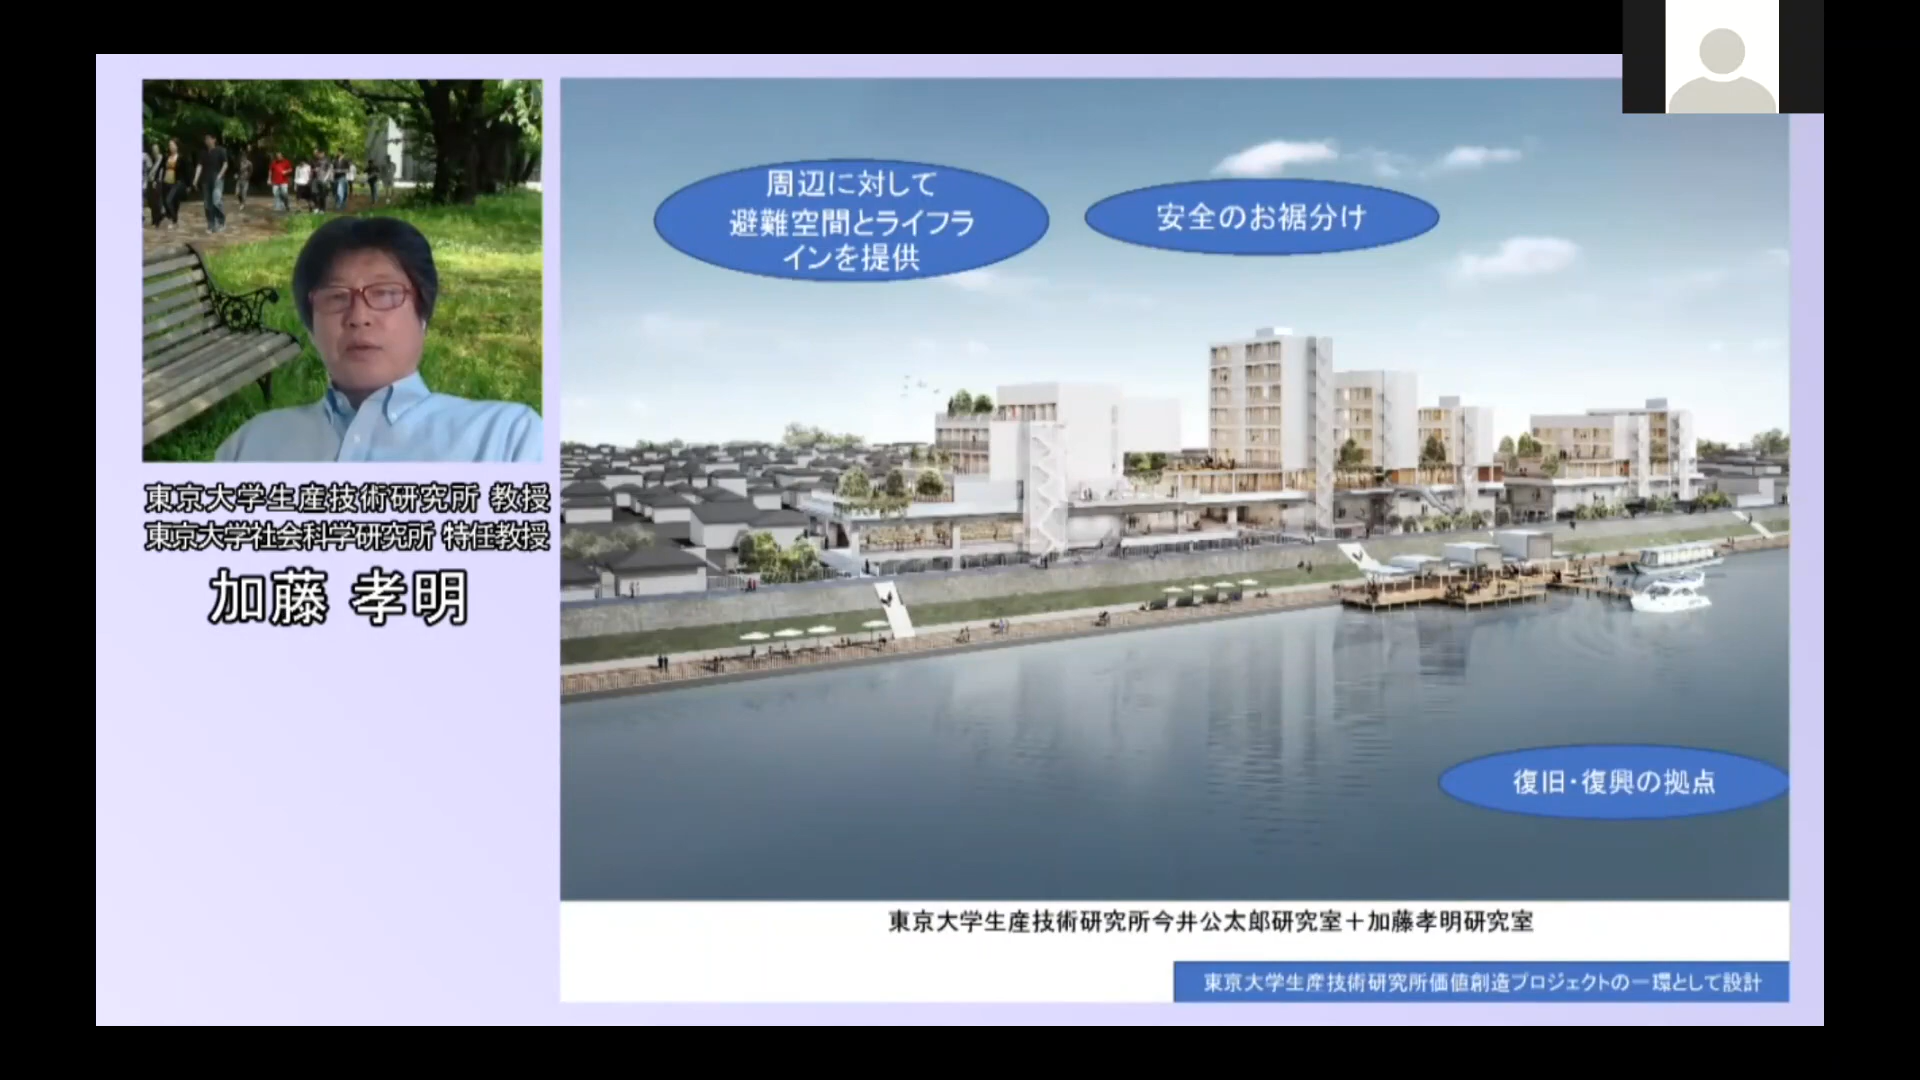 東京大学生産技術研究所 教授
東京大学社会科学研究所 特任教授
加藤 孝明
周辺に対して
避難空間とライフラ
インを提供
安全のお裾分け
復旧・復興の拠点
東京大学生産技術研究所今井公太郎研究室＋加藤孝明研究室
東京大学生産技術研究所価値創造プロジェクトの一環として設計